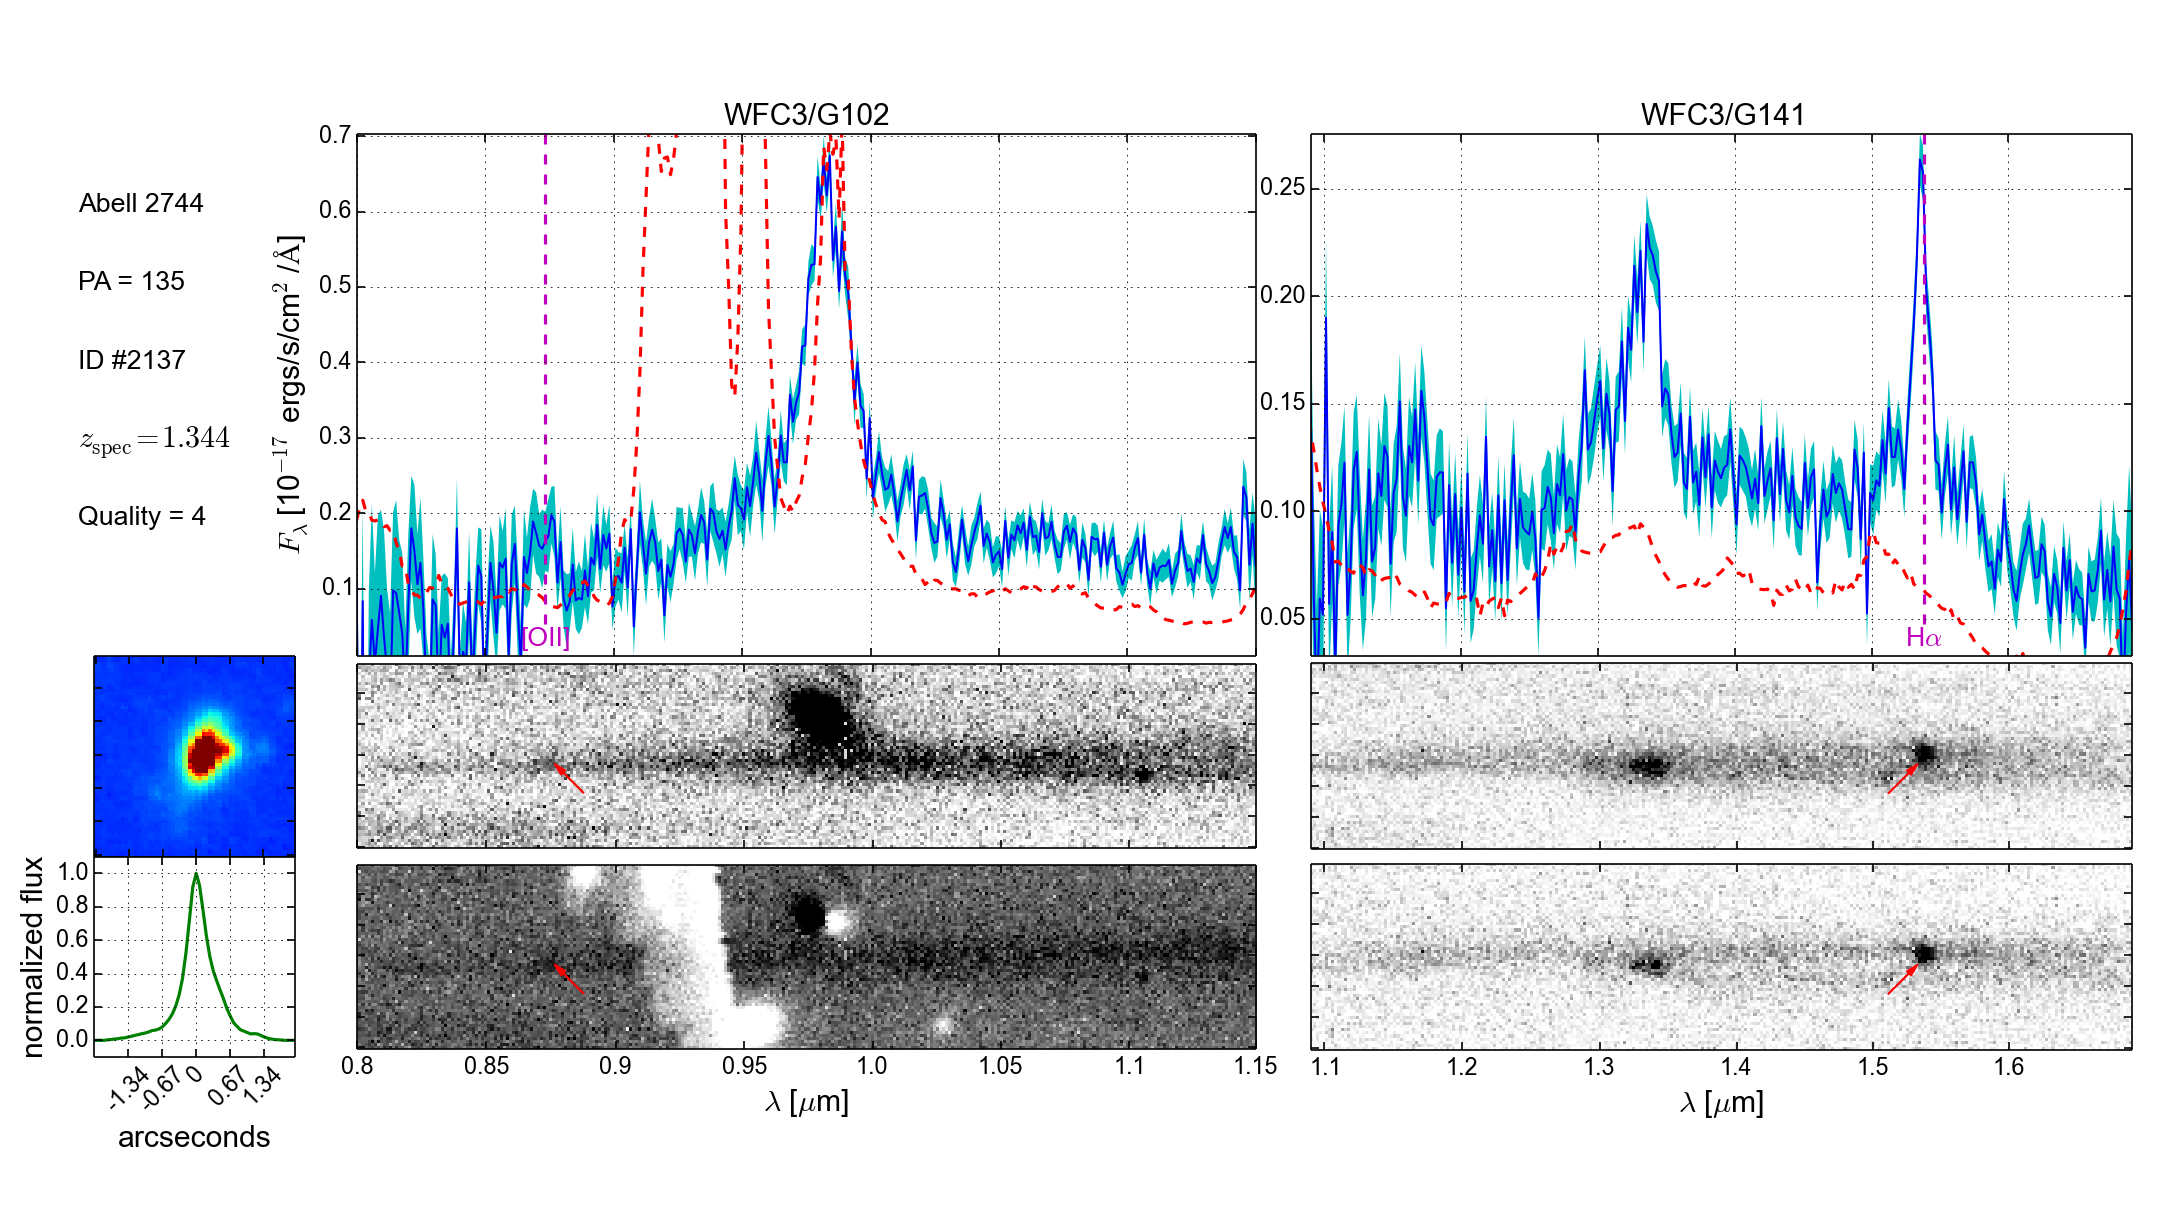 WFC3/G102
WFC3/G141
Abell 2744
PA = 135
ID #2137
z_spec = 1.344
Quality = 4
F_λ [10^−17 ergs/s/cm^2 /Å]
0.7
0.6
0.5
0.4
0.3
0.2
0.1
[OII]
0.25
0.20
0.15
0.10
0.05
Hα
normalized flux
1.0
0.8
0.6
0.4
0.2
0.0
-1.34 -0.67 0 0.67 1.34
arcseconds
0.8 0.85 0.9 0.95 1.0 1.05 1.1 1.15
λ [μm]
1.1 1.2 1.3 1.4 1.5 1.6
λ [μm]